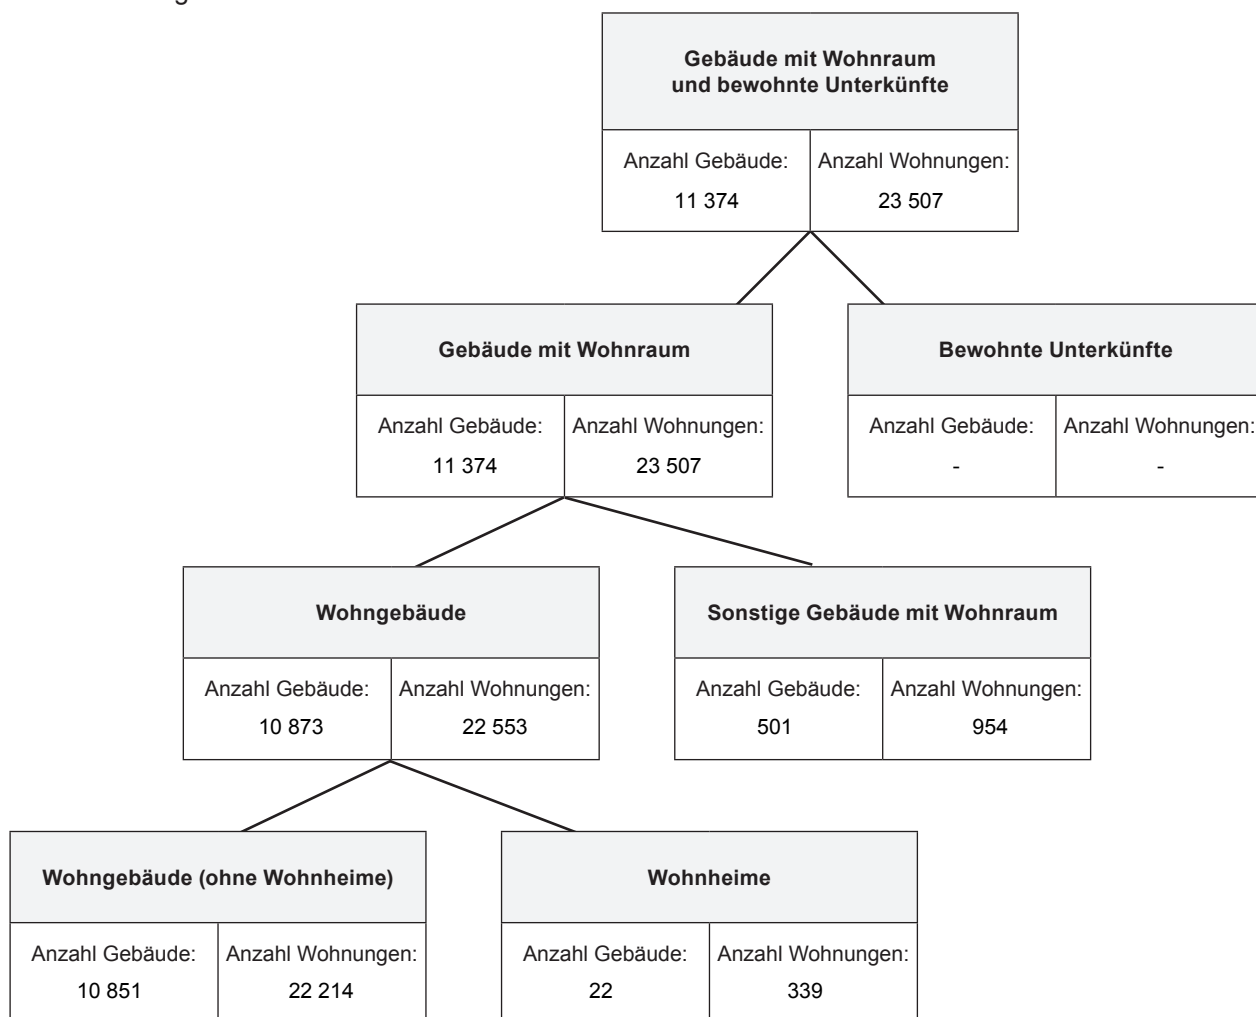 Gebäude mit Wohnraum
und bewohnte Unterkünfte
Anzahl Gebäude: Anzahl Wohnungen:
11 374 23 507
Gebäude mit Wohnraum Bewohnte Unterkünfte
Anzahl Gebäude: Anzahl Wohnungen: Anzahl Gebäude: Anzahl Wohnungen:
11 374 23 507 - -
Wohngebäude Sonstige Gebäude mit Wohnraum
Anzahl Gebäude: Anzahl Wohnungen: Anzahl Gebäude: Anzahl Wohnungen:
10 873 22 553 501 954
Wohngebäude (ohne Wohnheime) Wohnheime
Anzahl Gebäude: Anzahl Wohnungen: Anzahl Gebäude: Anzahl Wohnungen:
10 851 22 214 22 339